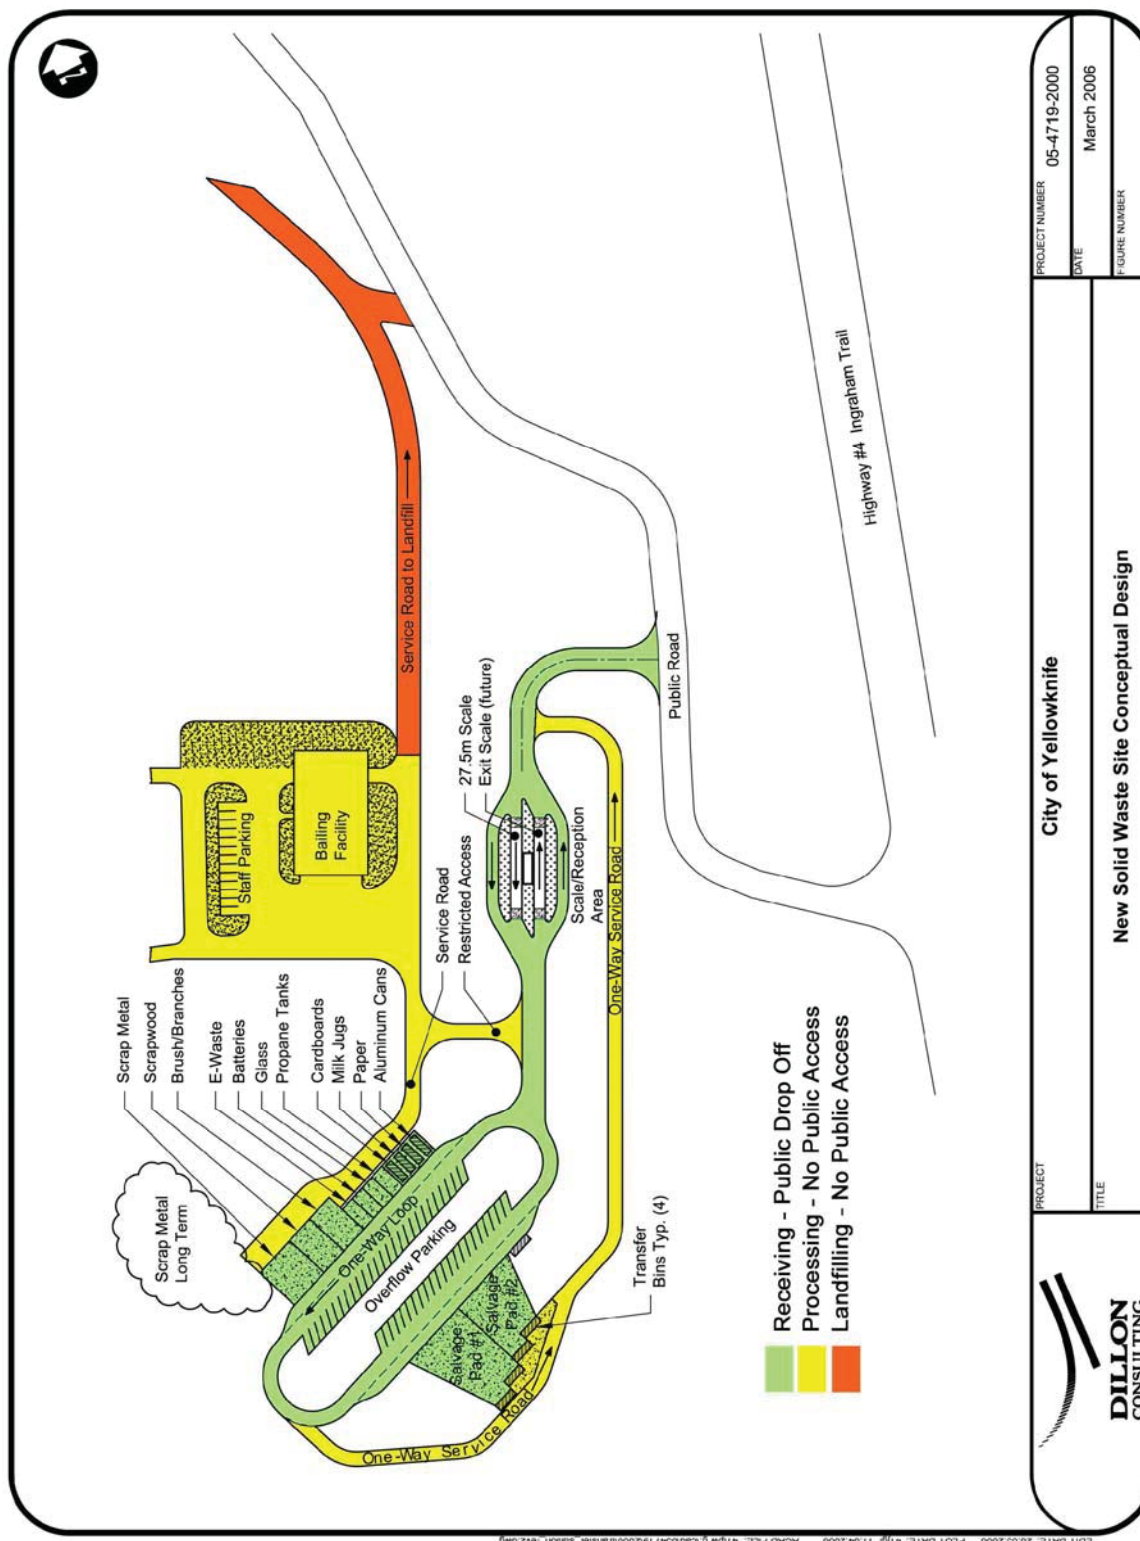 N
Scrap Metal
Scrapwood
Brush/Branches
E-Waste
Batteries
Glass
Propane Tanks
Cardboards
Milk Jugs
Paper
Aluminum Cans
Scrap Metal
Long Term
Staff Parking
Bailing
Facility
Service Road to Landfill
Service Road
Restricted Access
27.5m Scale
Exit Scale (future)
Scale/Reception
Area
One-Way Service Road
Public Road
Highway #4 Ingraham Trail
One-Way Loop
Overflow Parking
Salvage
Pad #1
Salvage
Pad #2
One-Way Service Road
Transfer
Bins Typ. (4)
Receiving - Public Drop Off
Processing - No Public Access
Landfilling - No Public Access
DILLON
CONSULTING
PROJECT
City of Yellowknife
TITLE
New Solid Waste Site Conceptual Design
PROJECT NUMBER
05-4719-2000
DATE
March 2006
FIGURE NUMBER